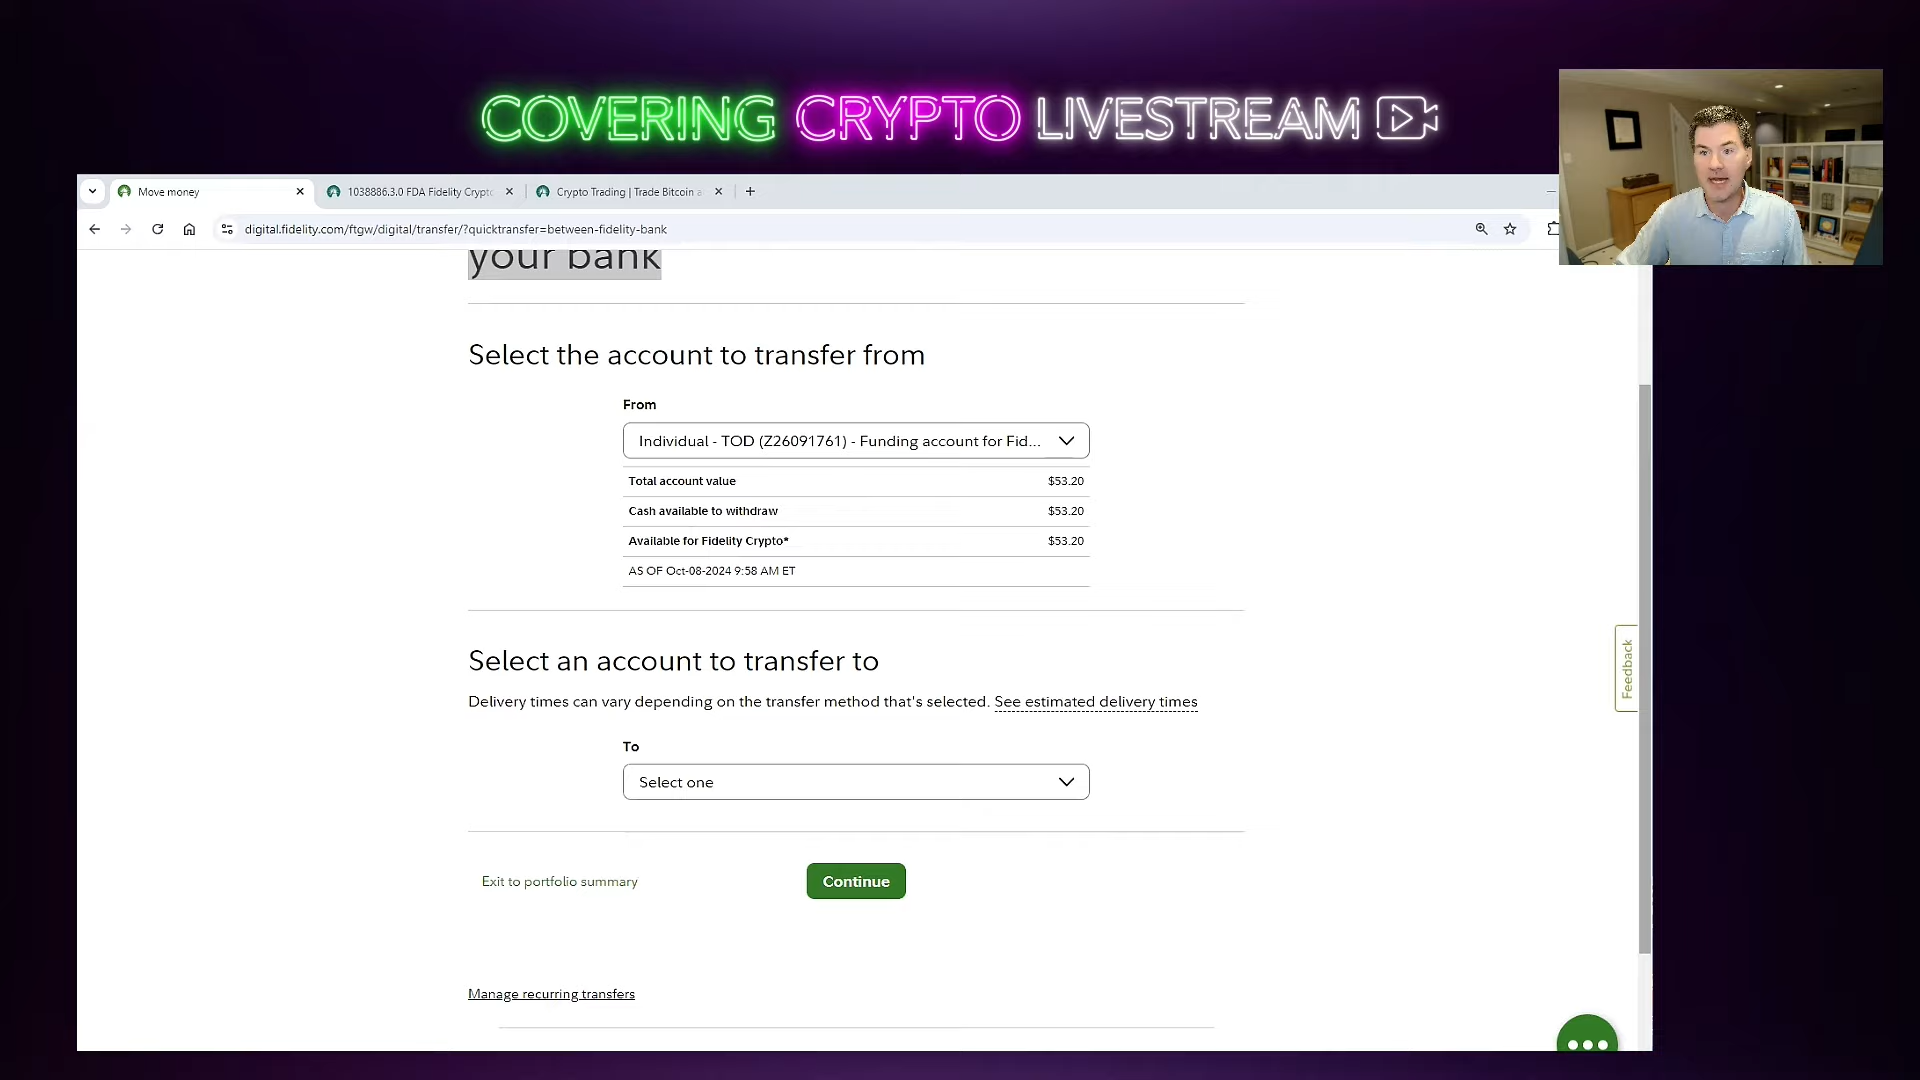 COVERING CRYPTO LIVESTREAM
Move money
1038886.3.0 FDA Fidelity Crypto
Crypto Trading | Trade Bitcoin a
digital.fidelity.com/ftgw/digital/transfer/?quicktransfer=between-fidelity-bank
your bank
Select the account to transfer from
From
Individual - TOD (Z26091761) - Funding account for Fid...
Total account value $53.20
Cash available to withdraw $53.20
Available for Fidelity Crypto* $53.20
AS OF Oct-08-2024 9:58 AM ET
Select an account to transfer to
Delivery times can vary depending on the transfer method that's selected. See estimated delivery times
To
Select one
Exit to portfolio summary
Continue
Feedback
Manage recurring transfers